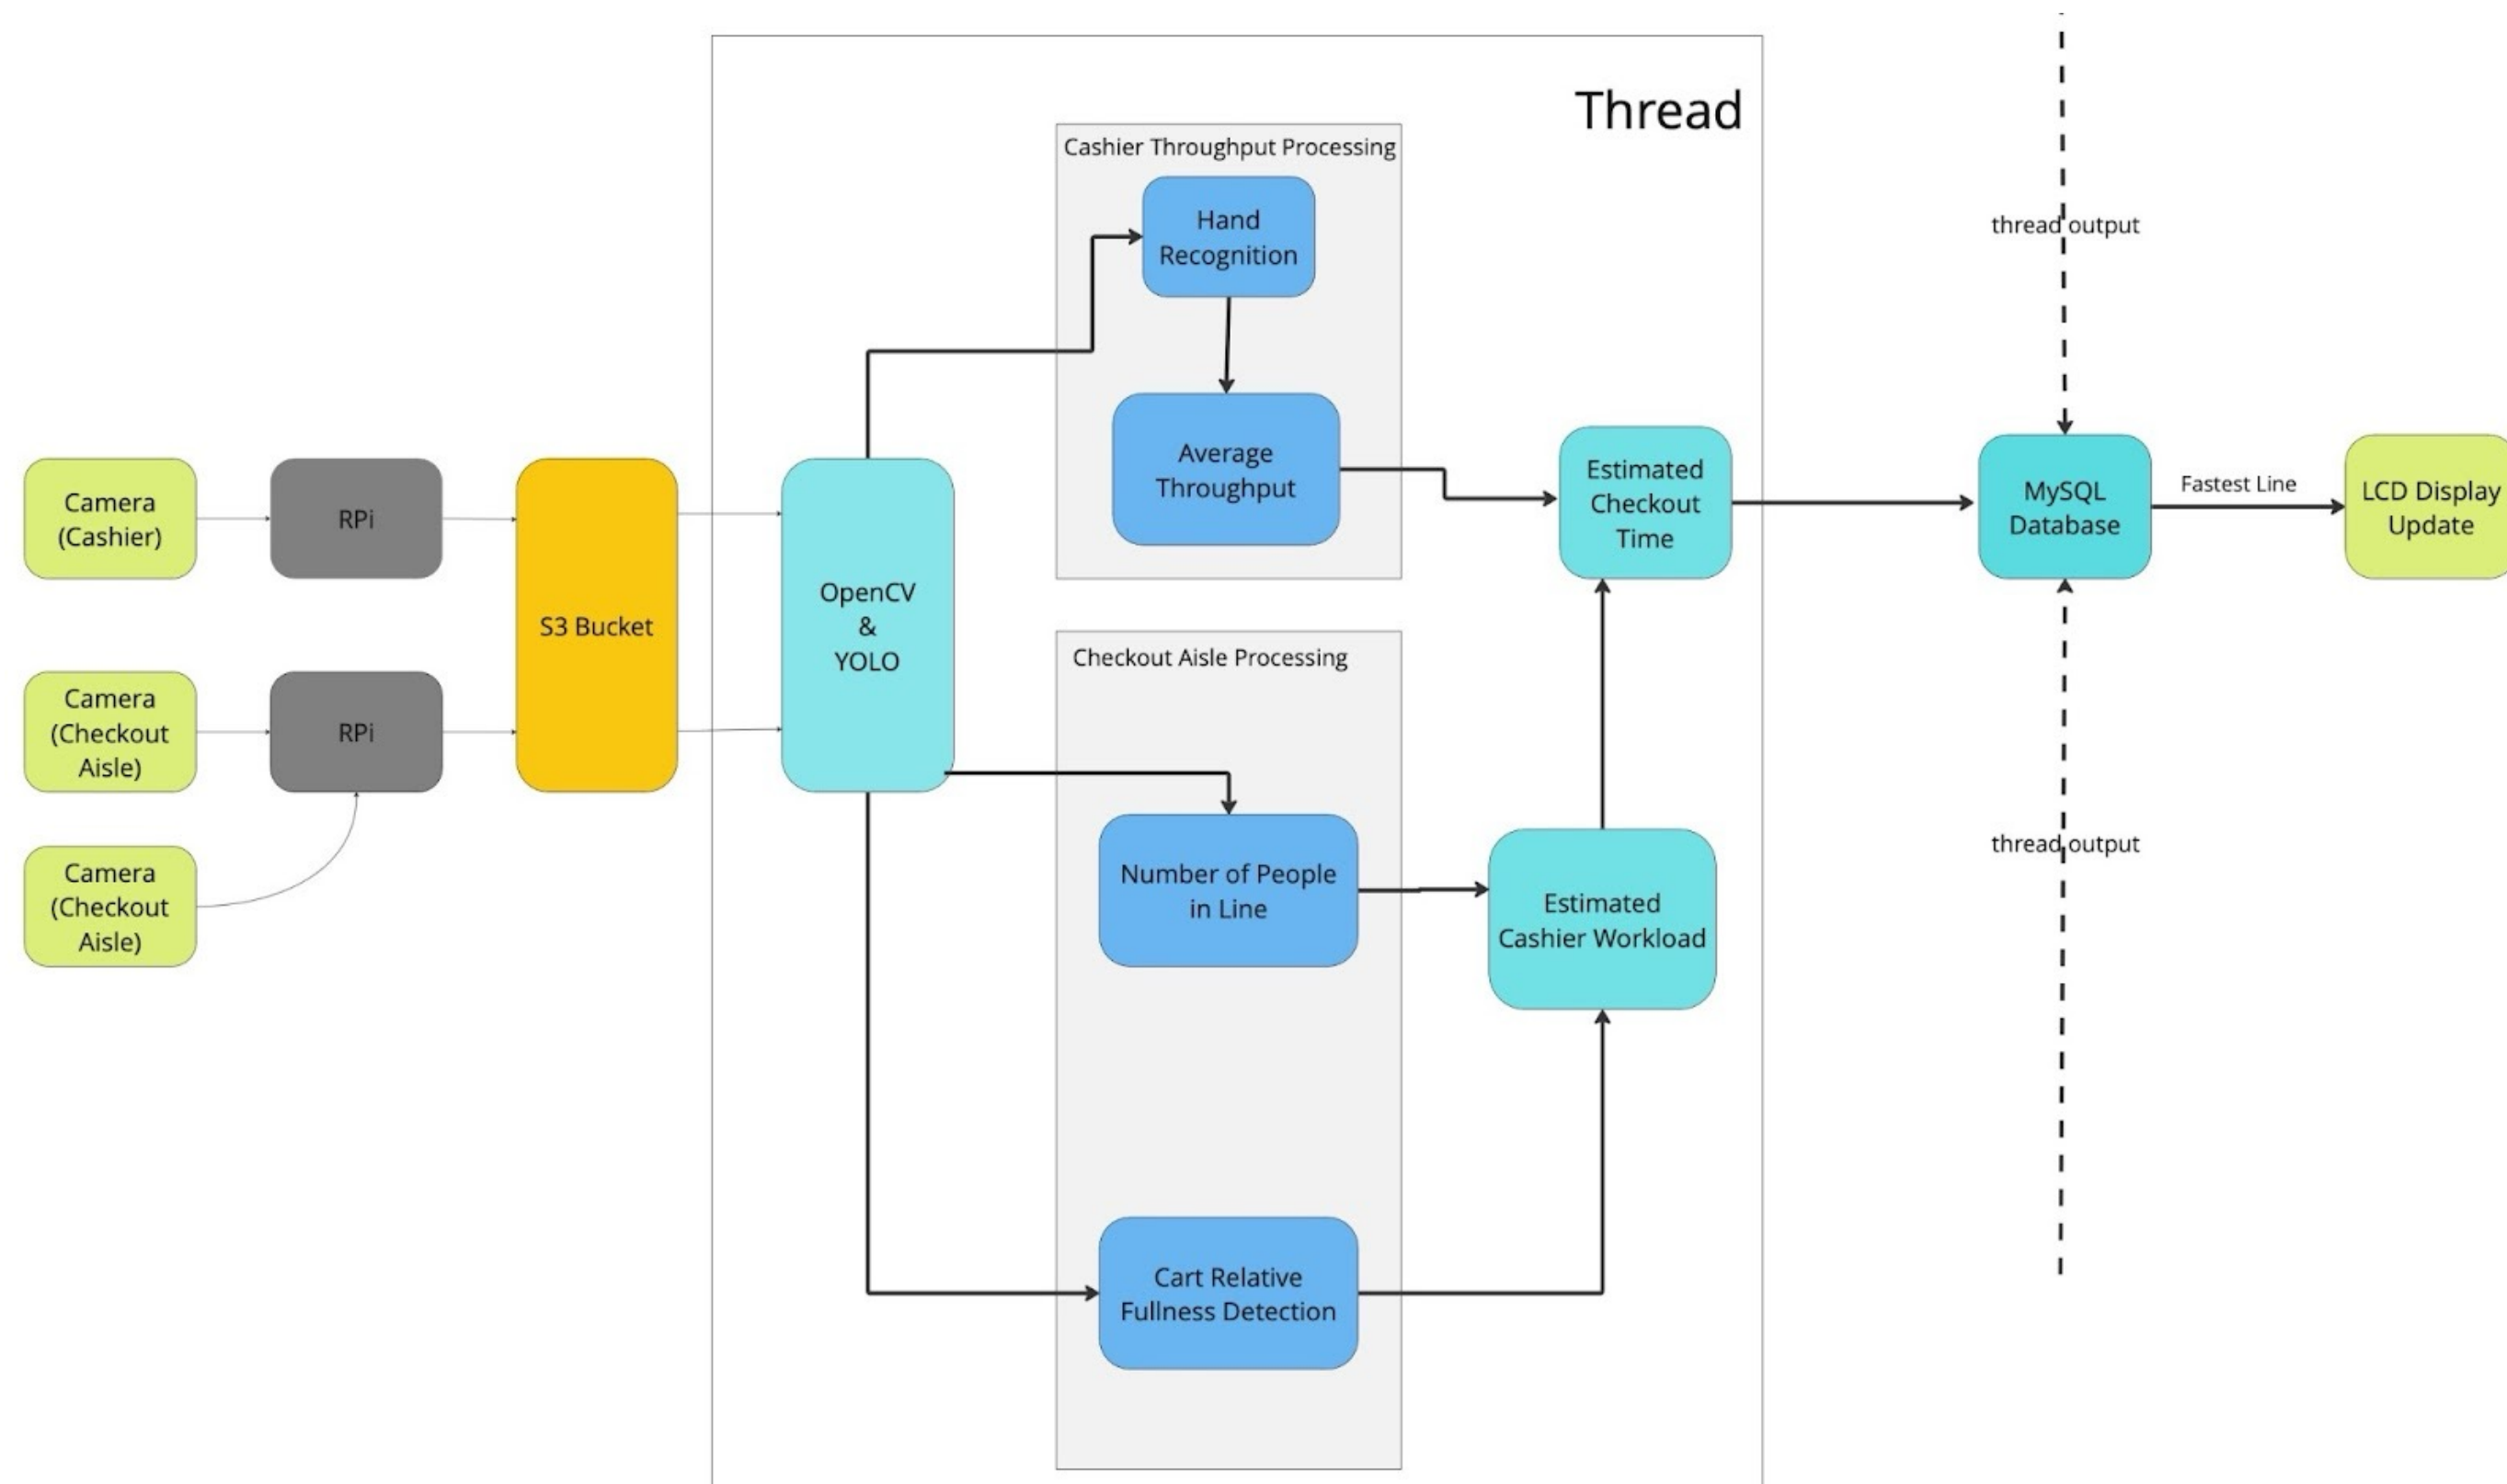 Thread
Cashier Throughput Processing
Hand
Recognition
thread output
Average
Throughput
Estimated
Checkout
Time
MySQL
Database
Fastest Line
LCD Display
Update
Camera
(Cashier)
RPi
S3 Bucket
OpenCV
&
YOLO
Checkout Aisle Processing
Camera
(Checkout
Aisle)
RPi
Camera
(Checkout
Aisle)
Number of People
in Line
Estimated
Cashier Workload
thread output
Cart Relative
Fullness Detection